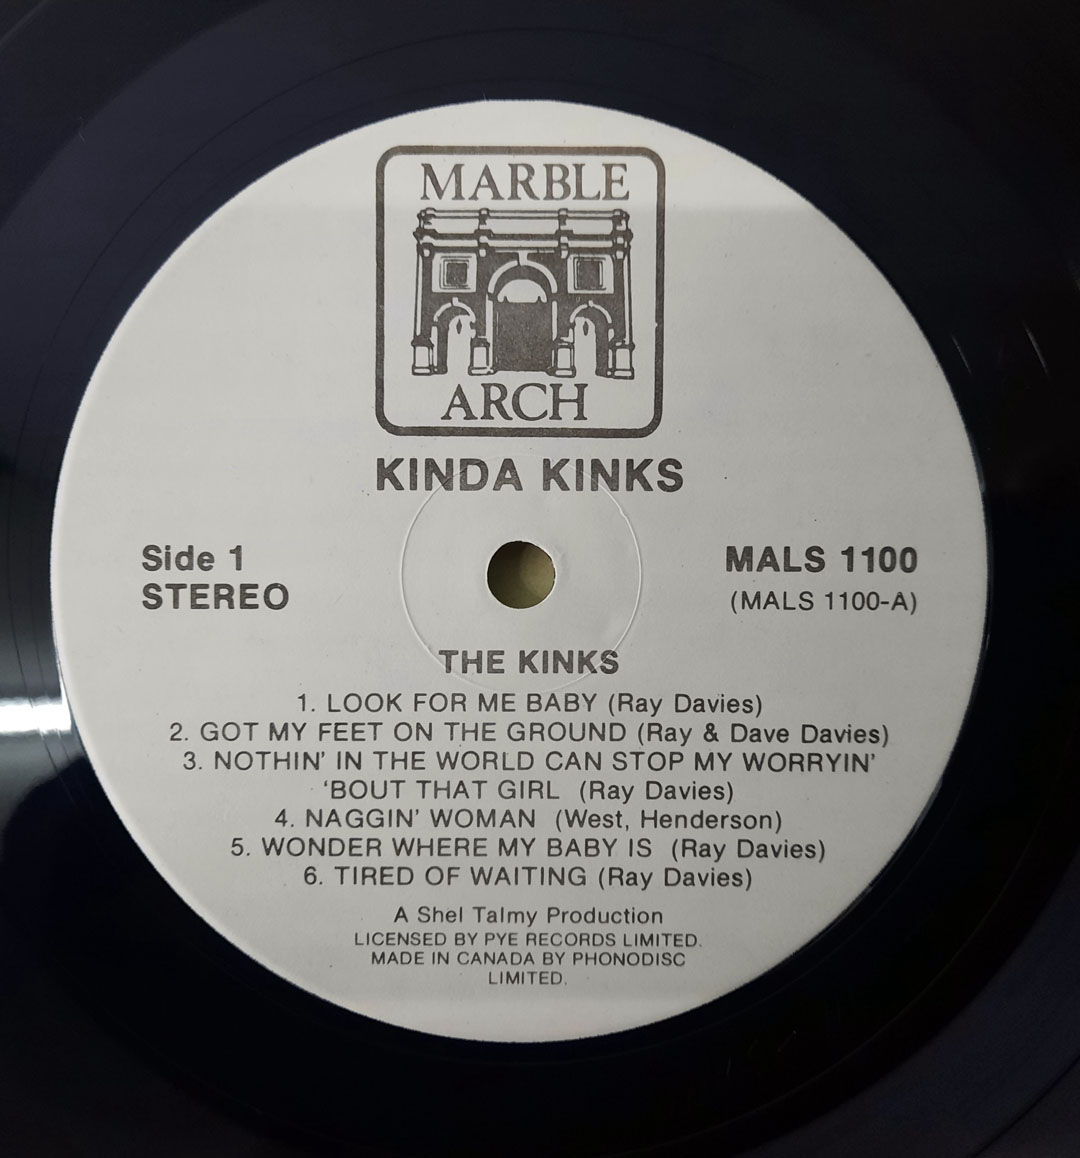 MARBLE
ARCH
KINDA KINKS
Side 1
STEREO
MALS 1100
(MALS 1100-A)
THE KINKS
1. LOOK FOR ME BABY (Ray Davies)
2. GOT MY FEET ON THE GROUND (Ray & Dave Davies)
3. NOTHIN' IN THE WORLD CAN STOP MY WORRYIN'
'BOUT THAT GIRL (Ray Davies)
4. NAGGIN' WOMAN (West, Henderson)
5. WONDER WHERE MY BABY IS (Ray Davies)
6. TIRED OF WAITING (Ray Davies)
A Shel Talmy Production
LICENSED BY PYE RECORDS LIMITED.
MADE IN CANADA BY PHONODISC
LIMITED.